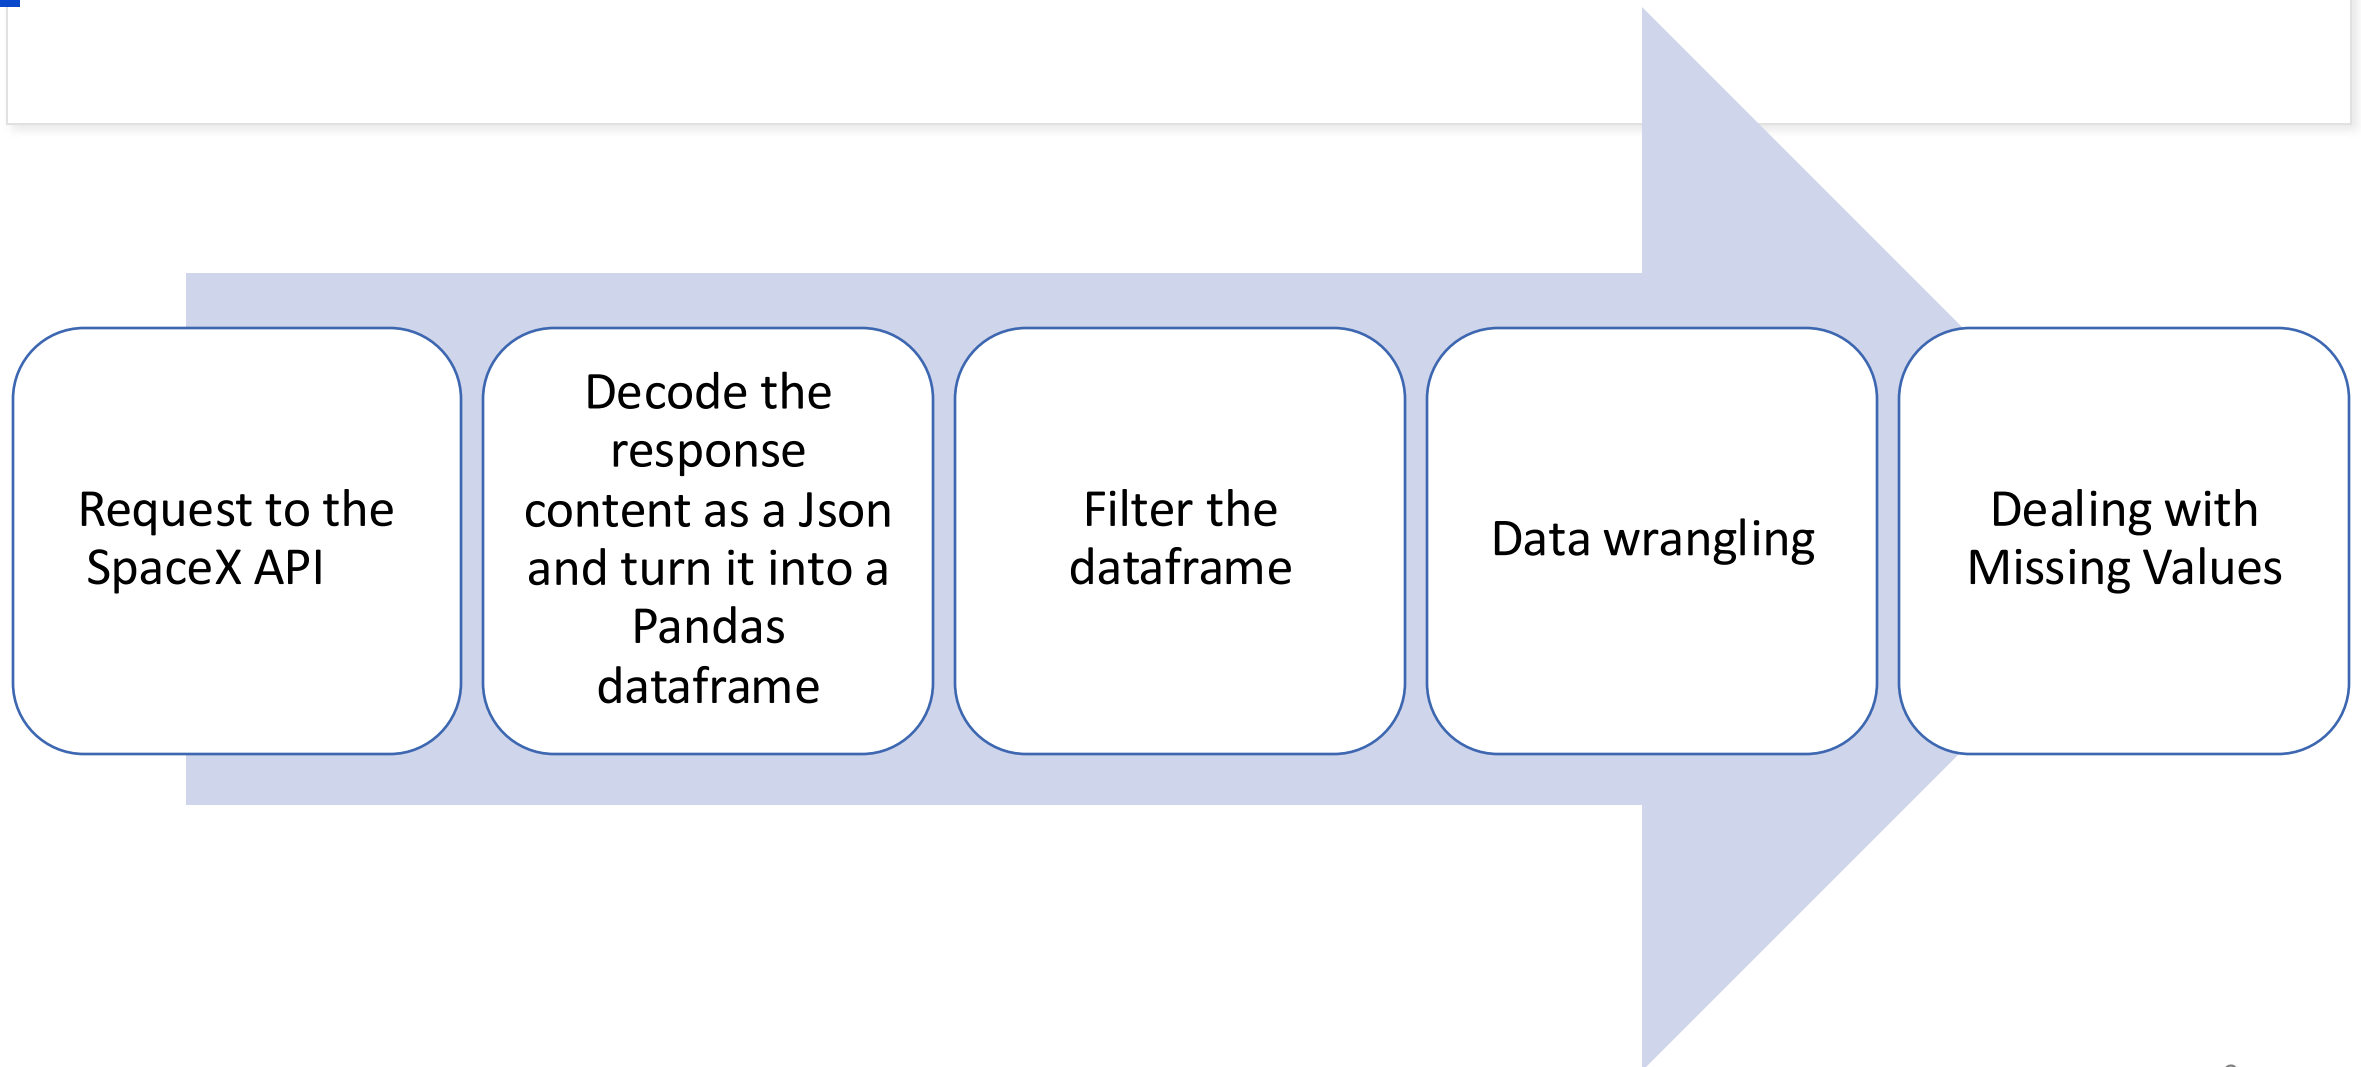 Request to the
SpaceX API
Decode the
response
content as a Json
and turn it into a
Pandas
dataframe
Filter the
dataframe
Data wrangling
Dealing with
Missing Values